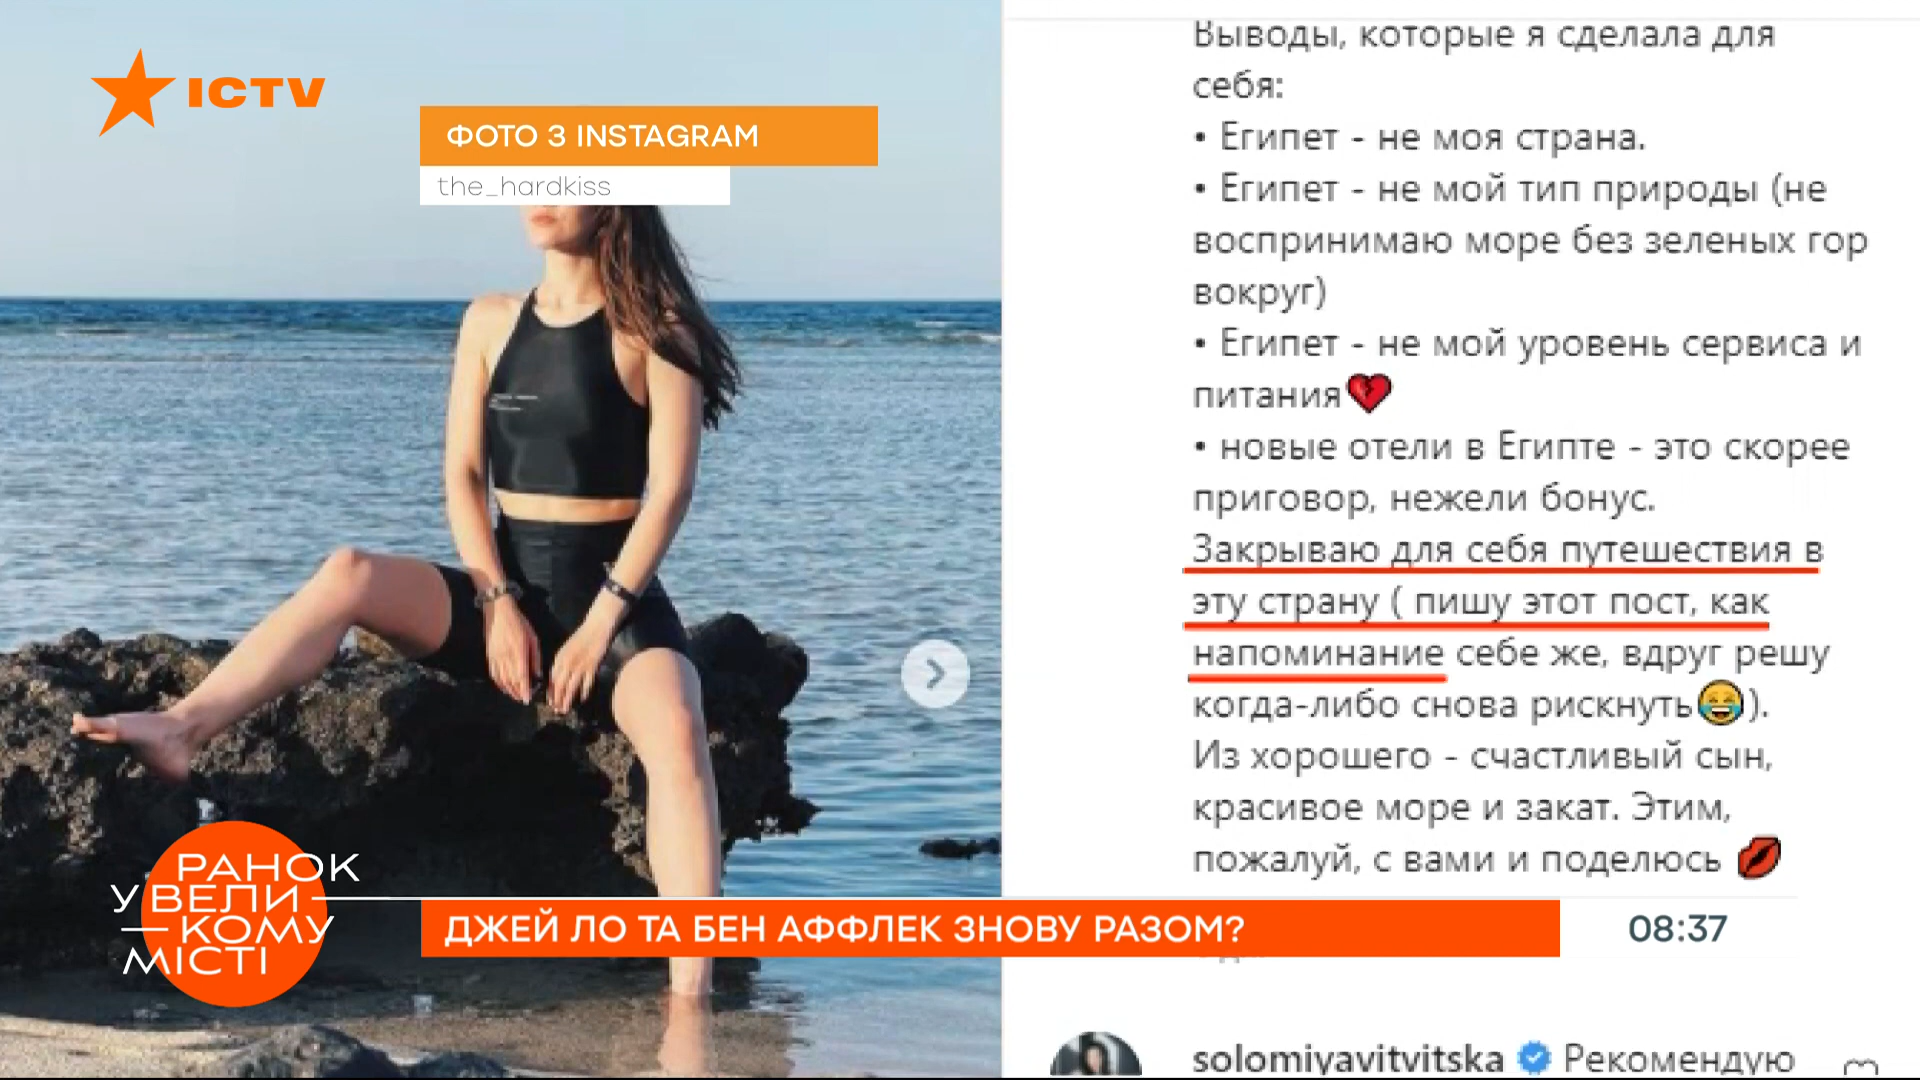 ICTV
ФОТО З INSTAGRAM
the_hardkiss
Выводы, которые я сделала для
себя:
• Египет - не моя страна.
• Египет - не мой тип природы (не
воспринимаю море без зеленых гор
вокруг)
• Египет - не мой уровень сервиса и
питания💔
• новые отели в Египте - это скорее
приговор, нежели бонус.
Закрываю для себя путешествия в
эту страну ( пишу этот пост, как
напоминание себе же, вдруг решу
когда-либо снова рискнуть😂).
Из хорошего - счастливый сын,
красивое море и закат. Этим,
пожалуй, с вами и поделюсь 💋
РАНОК
У ВЕЛИ
КОМУ
МІСТІ
ДЖЕЙ ЛО ТА БЕН АФФЛЕК ЗНОВУ РАЗОМ?
08:37
solomiyavitvitska Рекомендую